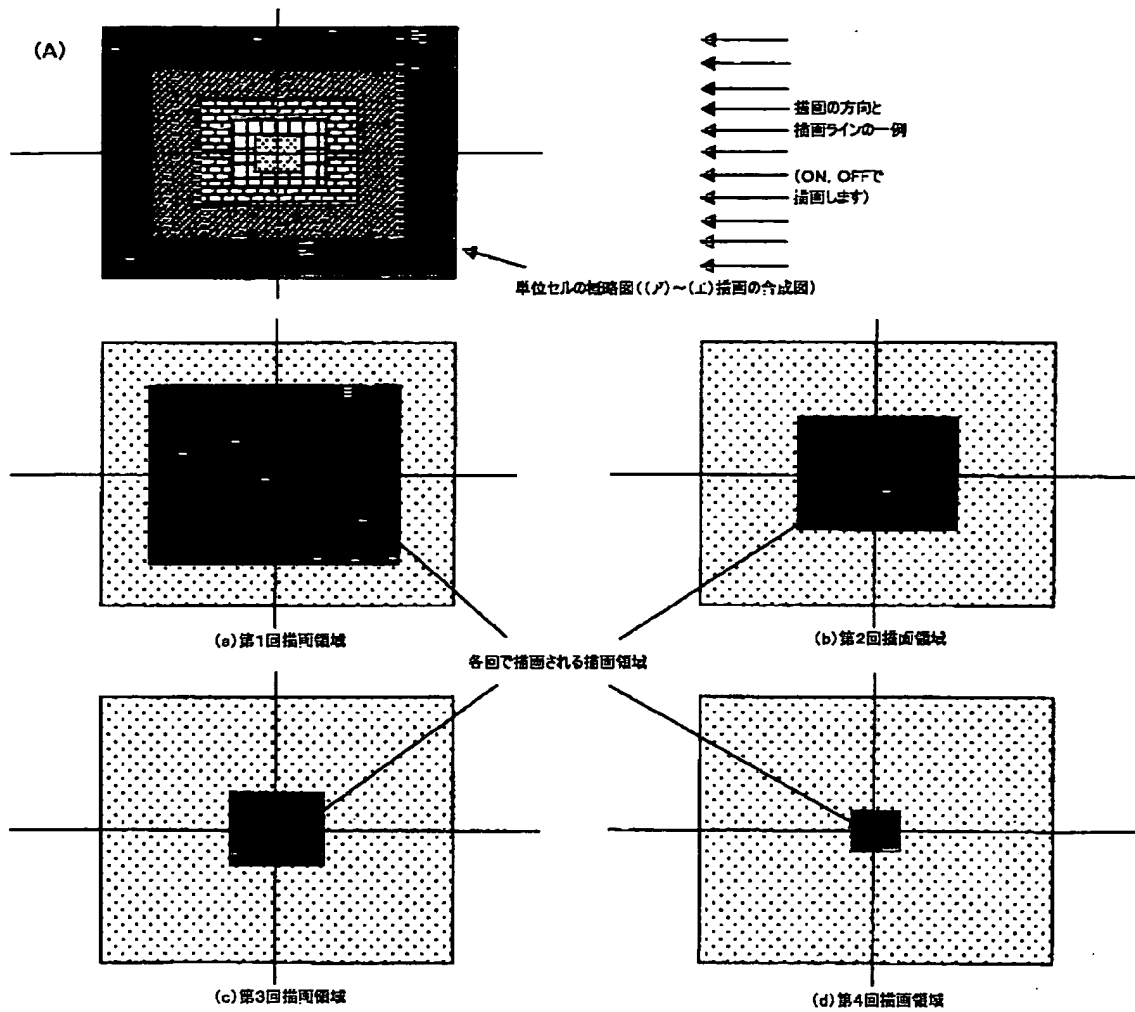 (A)
描画の方向と
描画ラインの一例
(ON, OFFで
描画します)
単位セルの概略図((ア)~(エ)描画の合成図)
(a)第1回描画領域
(b)第2回描画領域
各回で描画される描画領域
(c)第3回描画領域
(d)第4回描画領域